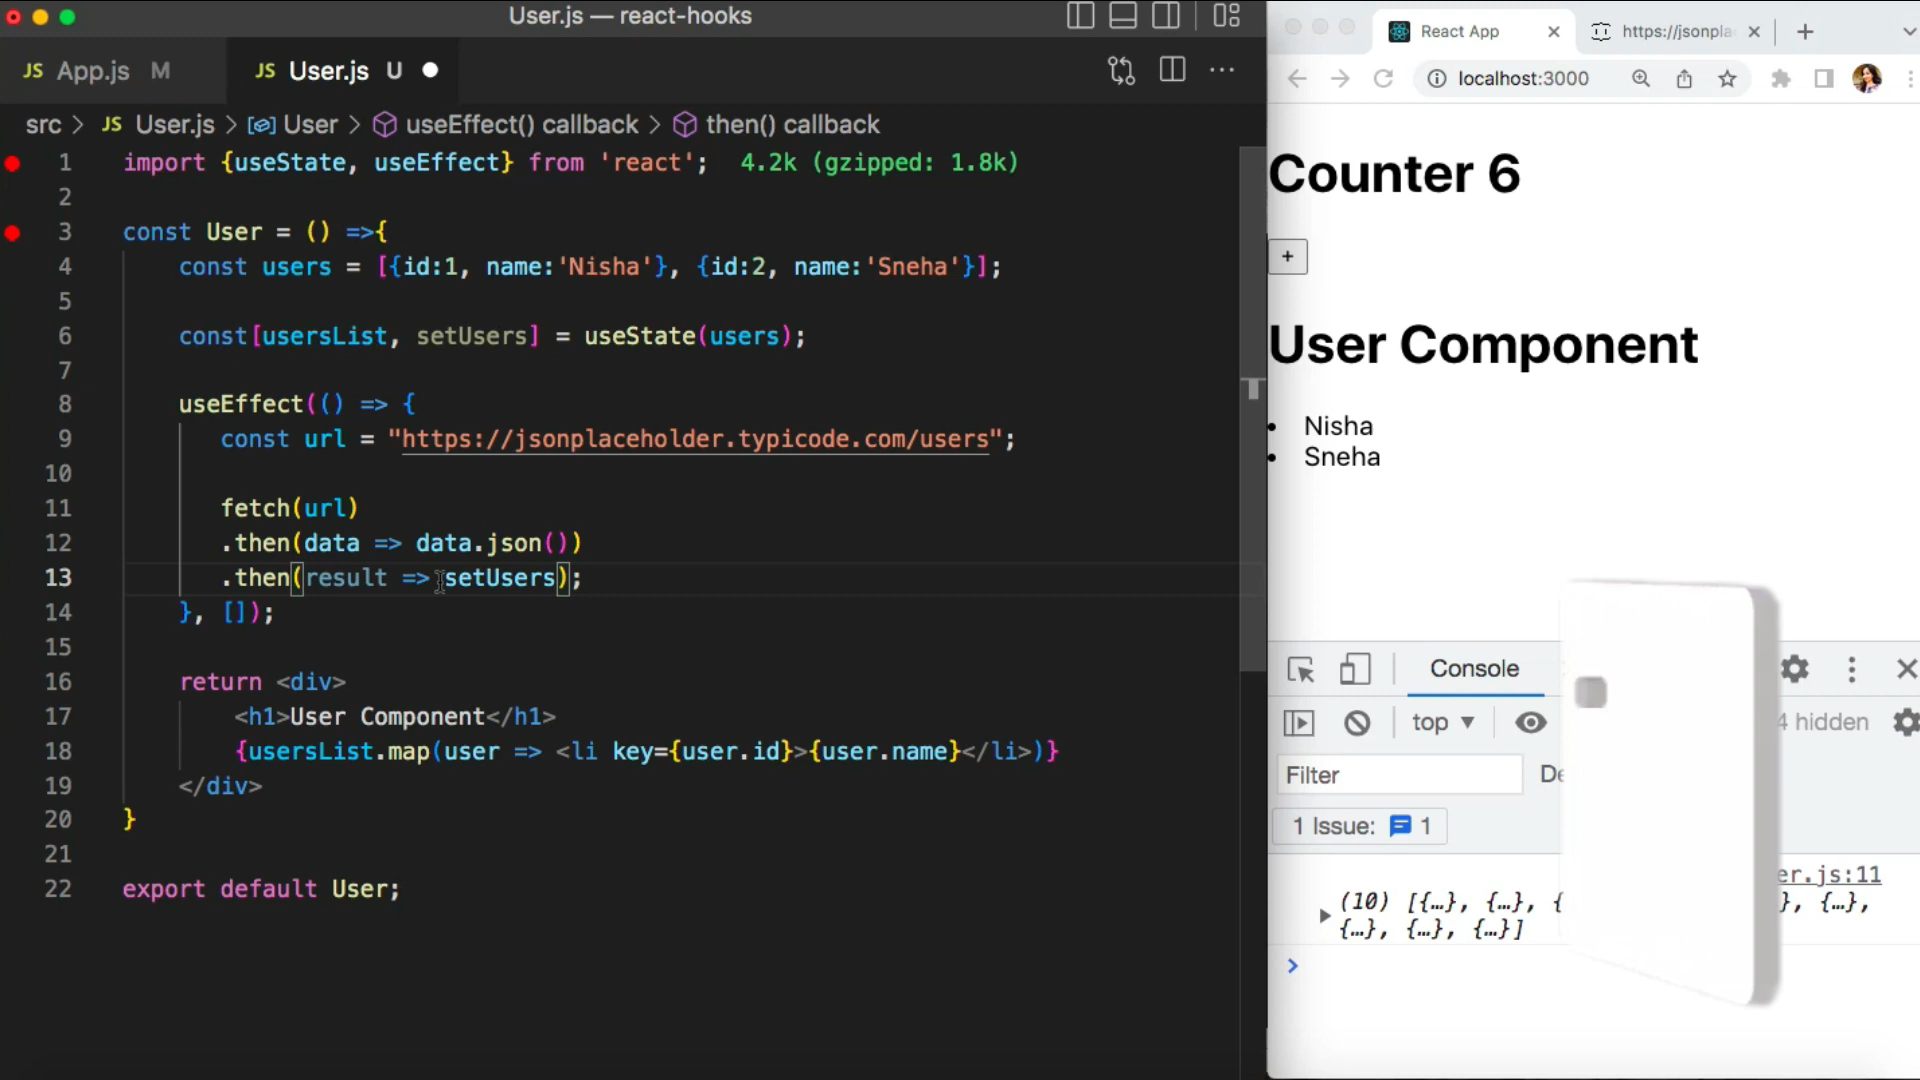 User.js — react-hooks
JS App.js M
JS User.js U
src > JS User.js > User > useEffect() callback > then() callback
1 import {useState, useEffect} from 'react'; 4.2k (gzipped: 1.8k)
2
3 const User = () =>{
4 const users = [{id:1, name:'Nisha'}, {id:2, name:'Sneha'}];
5
6 const[usersList, setUsers] = useState(users);
7
8 useEffect(() => {
9 const url = "https://jsonplaceholder.typicode.com/users";
10
11 fetch(url)
12 .then(data => data.json())
13 .then(result => setUsers);
14 }, []);
15
16 return <div>
17 <h1>User Component</h1>
18 {usersList.map(user => <li key={user.id}>{user.name}</li>)}
19 </div>
20 }
21
22 export default User;
React App
https://jsonpla
localhost:3000
Counter 6
+
User Component
Nisha
Sneha
Console
top
4 hidden
Filter
1 Issue: 1
er.js:11
(10) [{…}, {…}, { }, {…},
{…}, {…}, {…}]